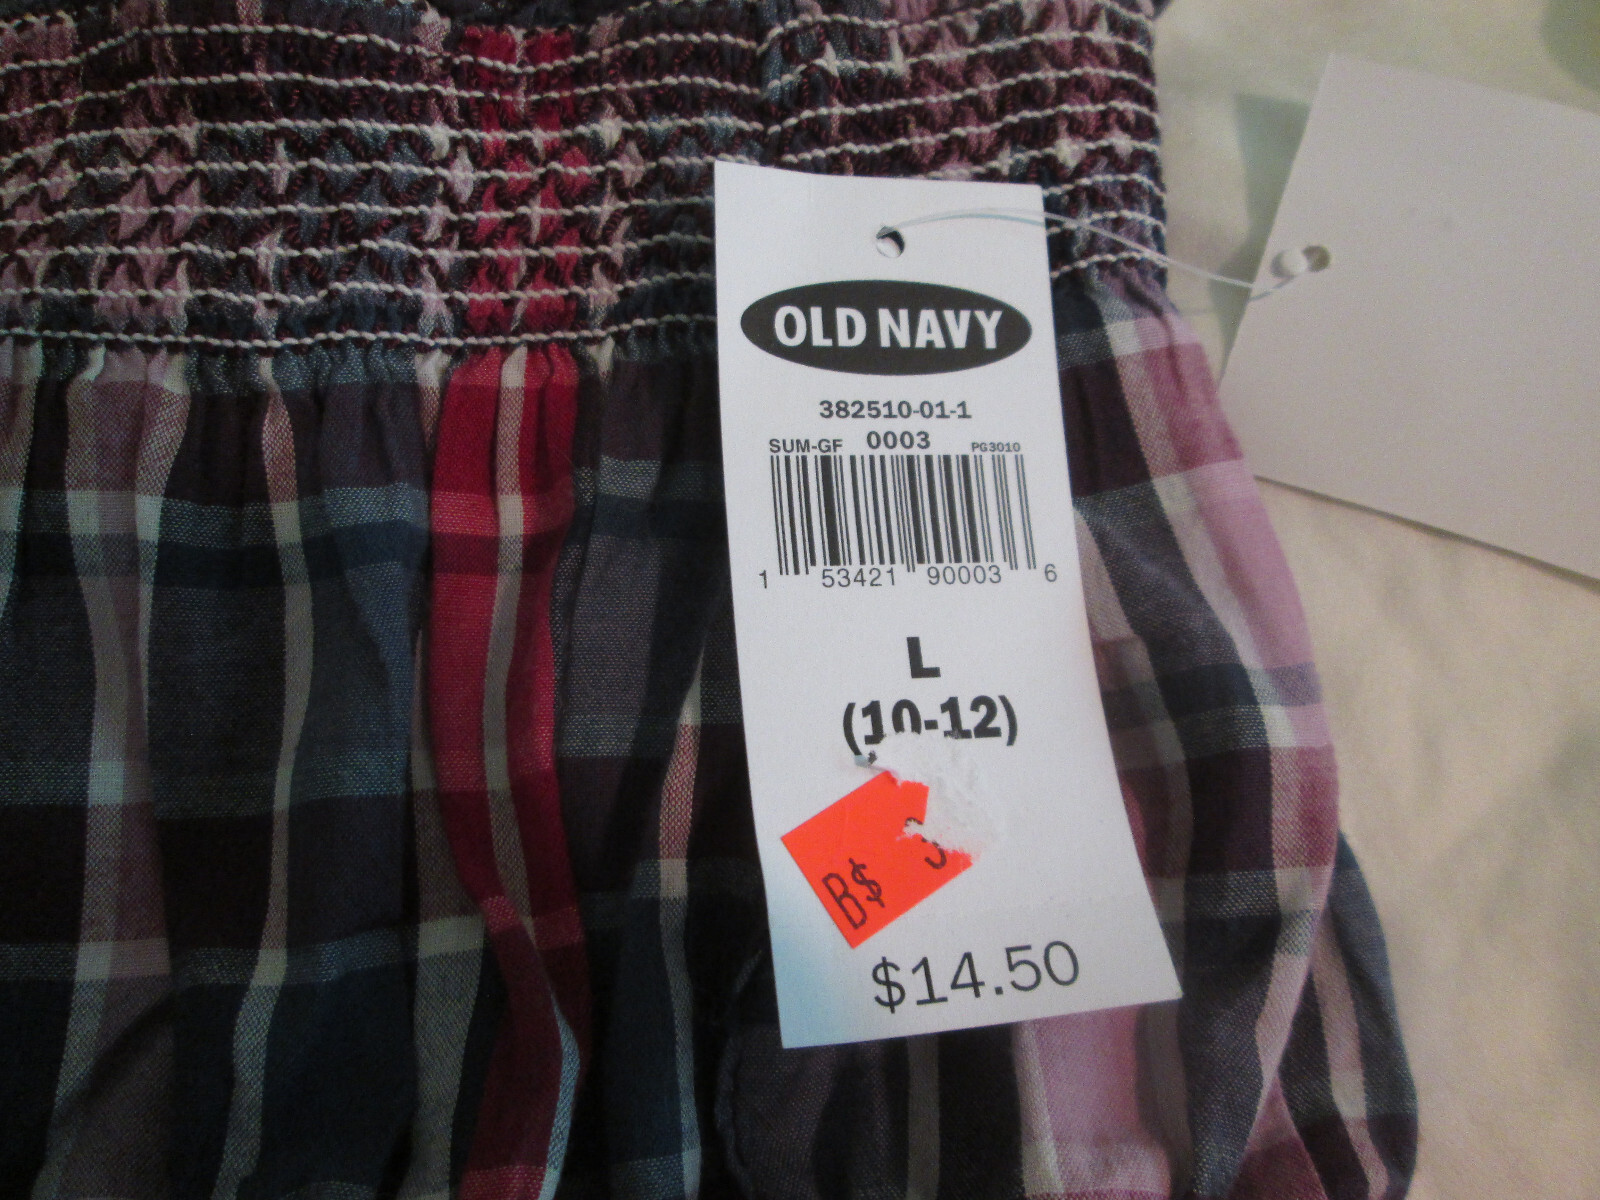 OLD NAVY
382510-01-1
SUM-GF 0003 PG3010
1 53421 90003 6
L
(10-12)
B$
$14.50